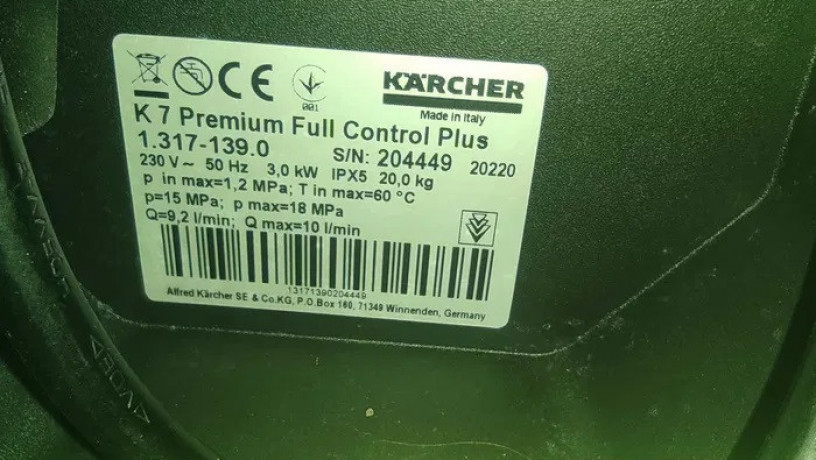 CE
001
KÄRCHER
Made in Italy
K 7 Premium Full Control Plus
1.317-139.0 S/N: 204449 20220
230 V~ 50 Hz 3,0 kW IPX5 20,0 kg
p in max=1,2 MPa; T in max=60 °C
p=15 MPa; p max=18 MPa
Q=9,2 l/min; Q max=10 l/min
13171390204449
Alfred Kärcher SE & Co.KG, P.O.Box 160, 71349 Winnenden, Germany